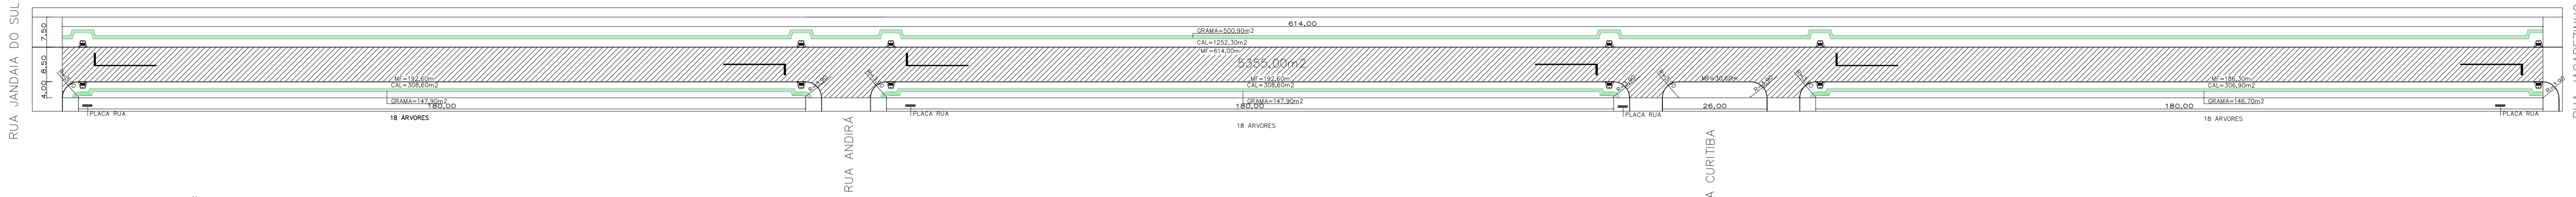 RUA JANDAIA DO SUL
7.50
8.50
4.00
614,00
GRAMA=500,90m2
CAL=1252,30m2
MF=614,00m
5355,00m2
MF=192,60m
CAL=308,60m2
GRAMA=147,90m2
180,00
PLACA RUA
18 ÁRVORES
RUA ANDIRÁ
MF=192,60m
CAL=308,60m2
GRAMA=147,90m2
180,00
PLACA RUA
18 ÁRVORES
PLACA RUA
MF=30,60m
26,00
A CURITIBA
MF=186,30m
CAL=306,90m2
GRAMA=146,70m2
180,00
PLACA RUA
18 ÁRVORES